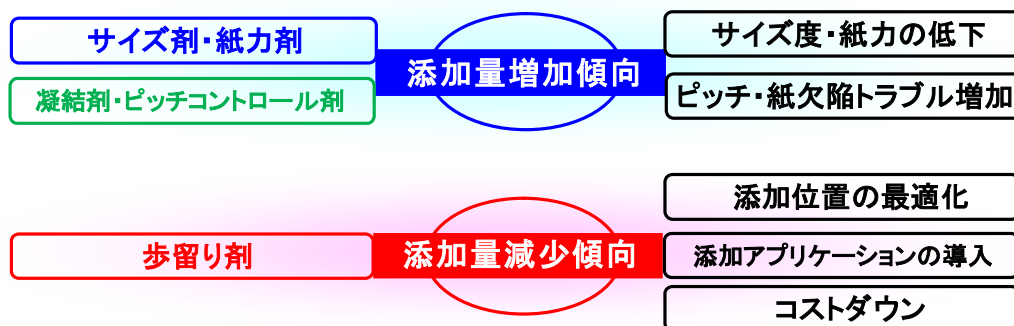 サイズ剤・紙力剤
凝結剤・ピッチコントロール剤
添加量増加傾向
サイズ度・紙力の低下
ピッチ・紙欠陥トラブル増加
歩留り剤
添加量減少傾向
添加位置の最適化
添加アプリケーションの導入
コストダウン